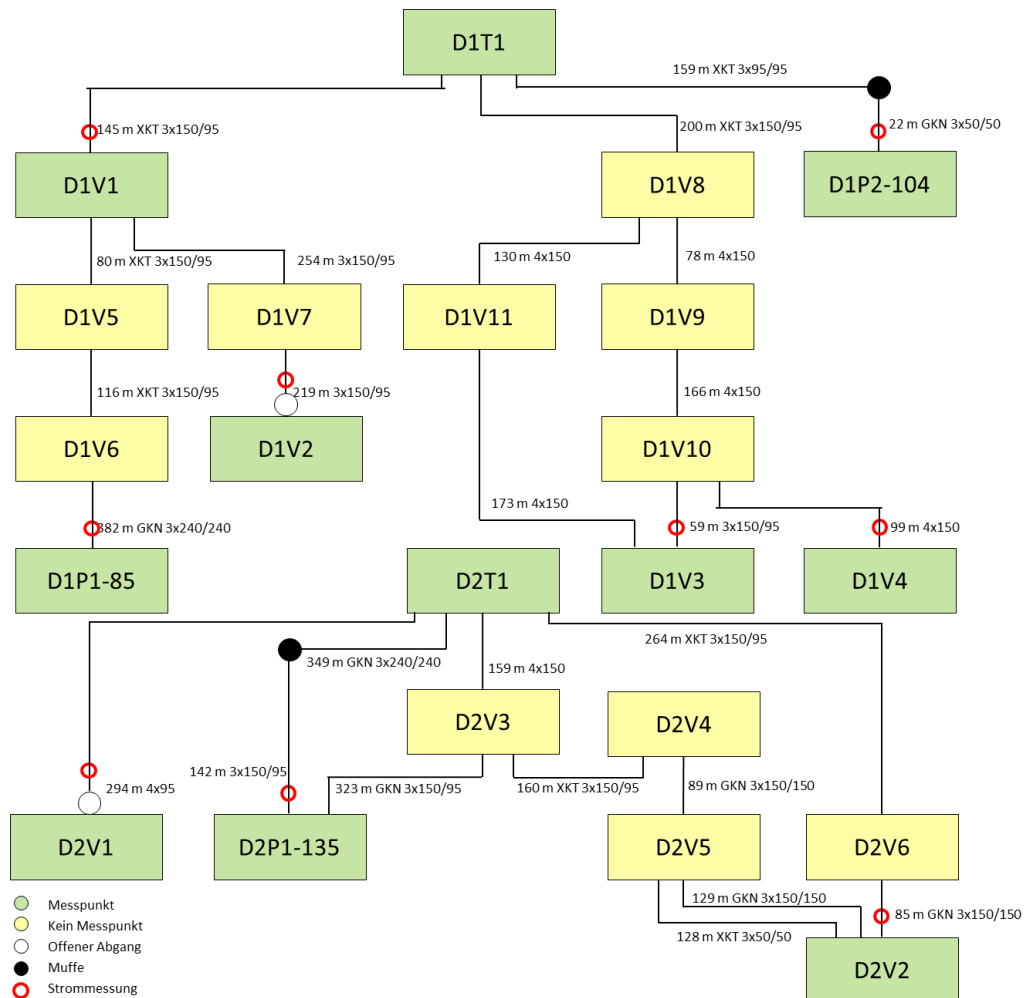 D1T1
159 m XKT 3x95/95
145 m XKT 3x150/95
200 m XKT 3x150/95
22 m GKN 3x50/50
D1V1
D1V8
D1P2-104
80 m XKT 3x150/95
254 m 3x150/95
130 m 4x150
78 m 4x150
D1V5
D1V7
D1V11
D1V9
116 m XKT 3x150/95
219 m 3x150/95
166 m 4x150
D1V6
D1V2
D1V10
173 m 4x150
382 m GKN 3x240/240
59 m 3x150/95
99 m 4x150
D1P1-85
D2T1
D1V3
D1V4
264 m XKT 3x150/95
349 m GKN 3x240/240
159 m 4x150
D2V3
D2V4
142 m 3x150/95
294 m 4x95
323 m GKN 3x150/95
160 m XKT 3x150/95
89 m GKN 3x150/150
D2V1
D2P1-135
D2V5
D2V6
129 m GKN 3x150/150
85 m GKN 3x150/150
128 m XKT 3x50/50
D2V2
Messpunkt
Kein Messpunkt
Offener Abgang
Muffe
Strommessung